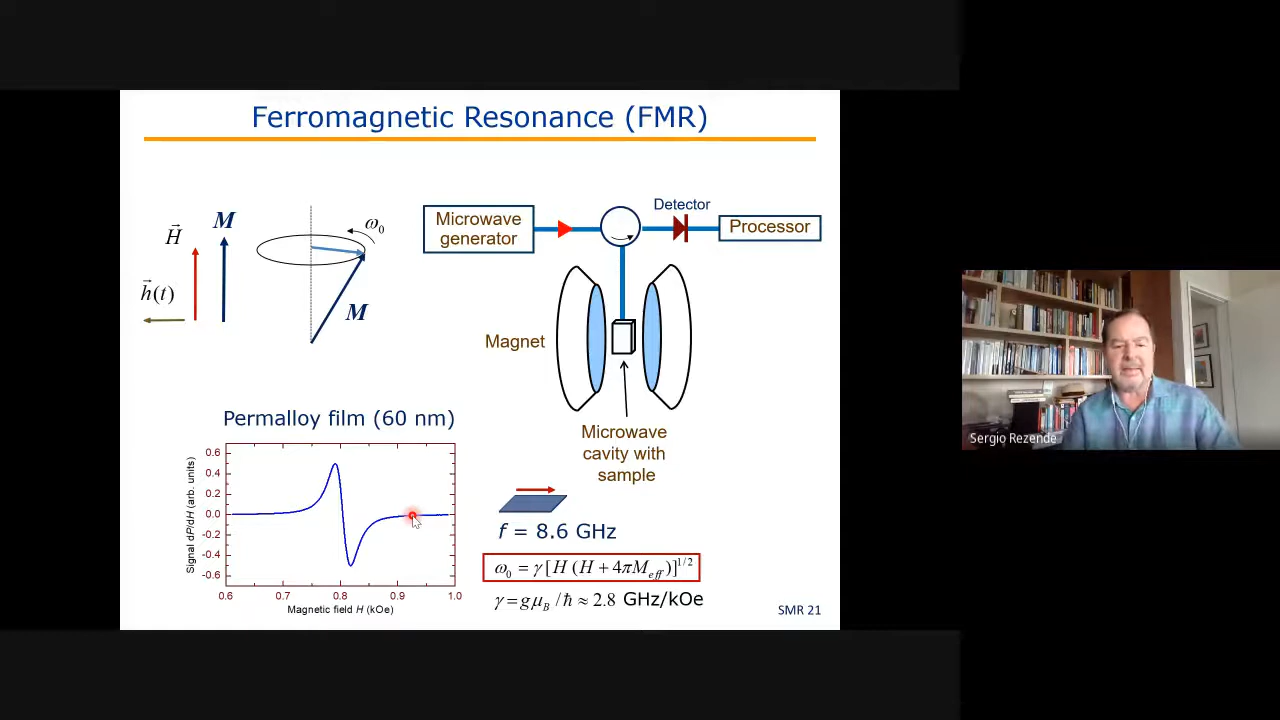 Ferromagnetic Resonance (FMR)
H⃗
M
h⃗(t)
ω₀
M
Microwave
generator
Detector
Processor
Magnet
Microwave
cavity with
sample
Permalloy film (60 nm)
Signal dP/dH (arb. units)
0.6
0.4
0.2
0.0
-0.2
-0.4
-0.6
0.6 0.7 0.8 0.9 1.0
Magnetic field H (kOe)
f = 8.6 GHz
ω₀ = γ [H (H + 4πM_eff)]^1/2
γ = gμ_B / ħ ≈ 2.8 GHz/kOe
SMR 21
Sergio Rezende